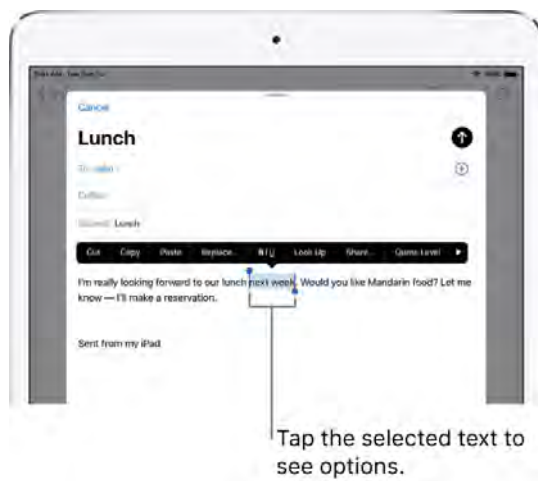 Cancel
Lunch
Cc/Bcc:
Subject: Lunch
Cut Copy Paste Replace... B I U Look Up Share... Quote Level
I'm really looking forward to our lunch next week. Would you like Mandarin food? Let me
know — I'll make a reservation.
Sent from my iPad
Tap the selected text to
see options.